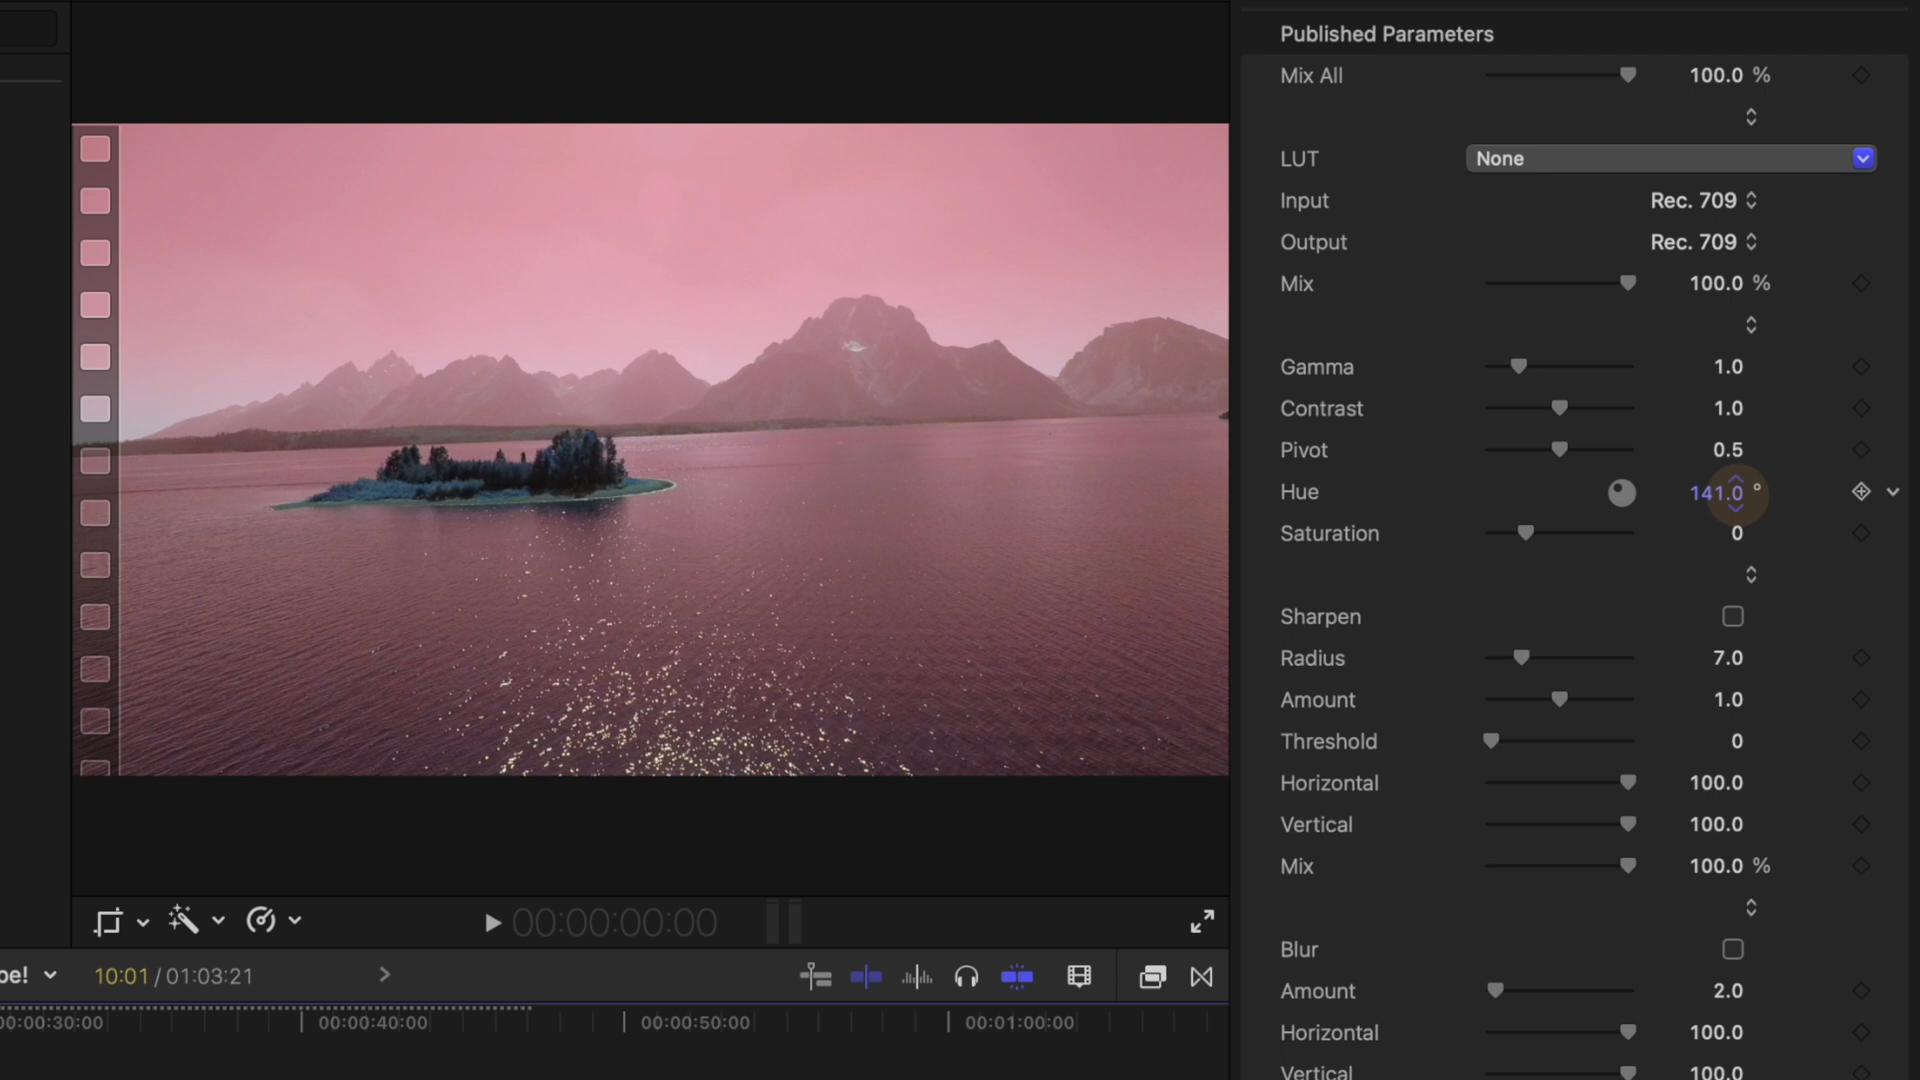 Published Parameters
Mix All 100.0 %
LUT None
Input Rec. 709
Output Rec. 709
Mix 100.0 %
Gamma 1.0
Contrast 1.0
Pivot 0.5
Hue 141.0 °
Saturation 0
Sharpen
Radius 7.0
Amount 1.0
Threshold 0
Horizontal 100.0
Vertical 100.0
Mix 100.0 %
Blur
Amount 2.0
Horizontal 100.0
Vertical 100.0
00:00:00:00
pe! 10:01 / 01:03:21
00:00:30:00 00:00:40:00 00:00:50:00 00:01:00:00